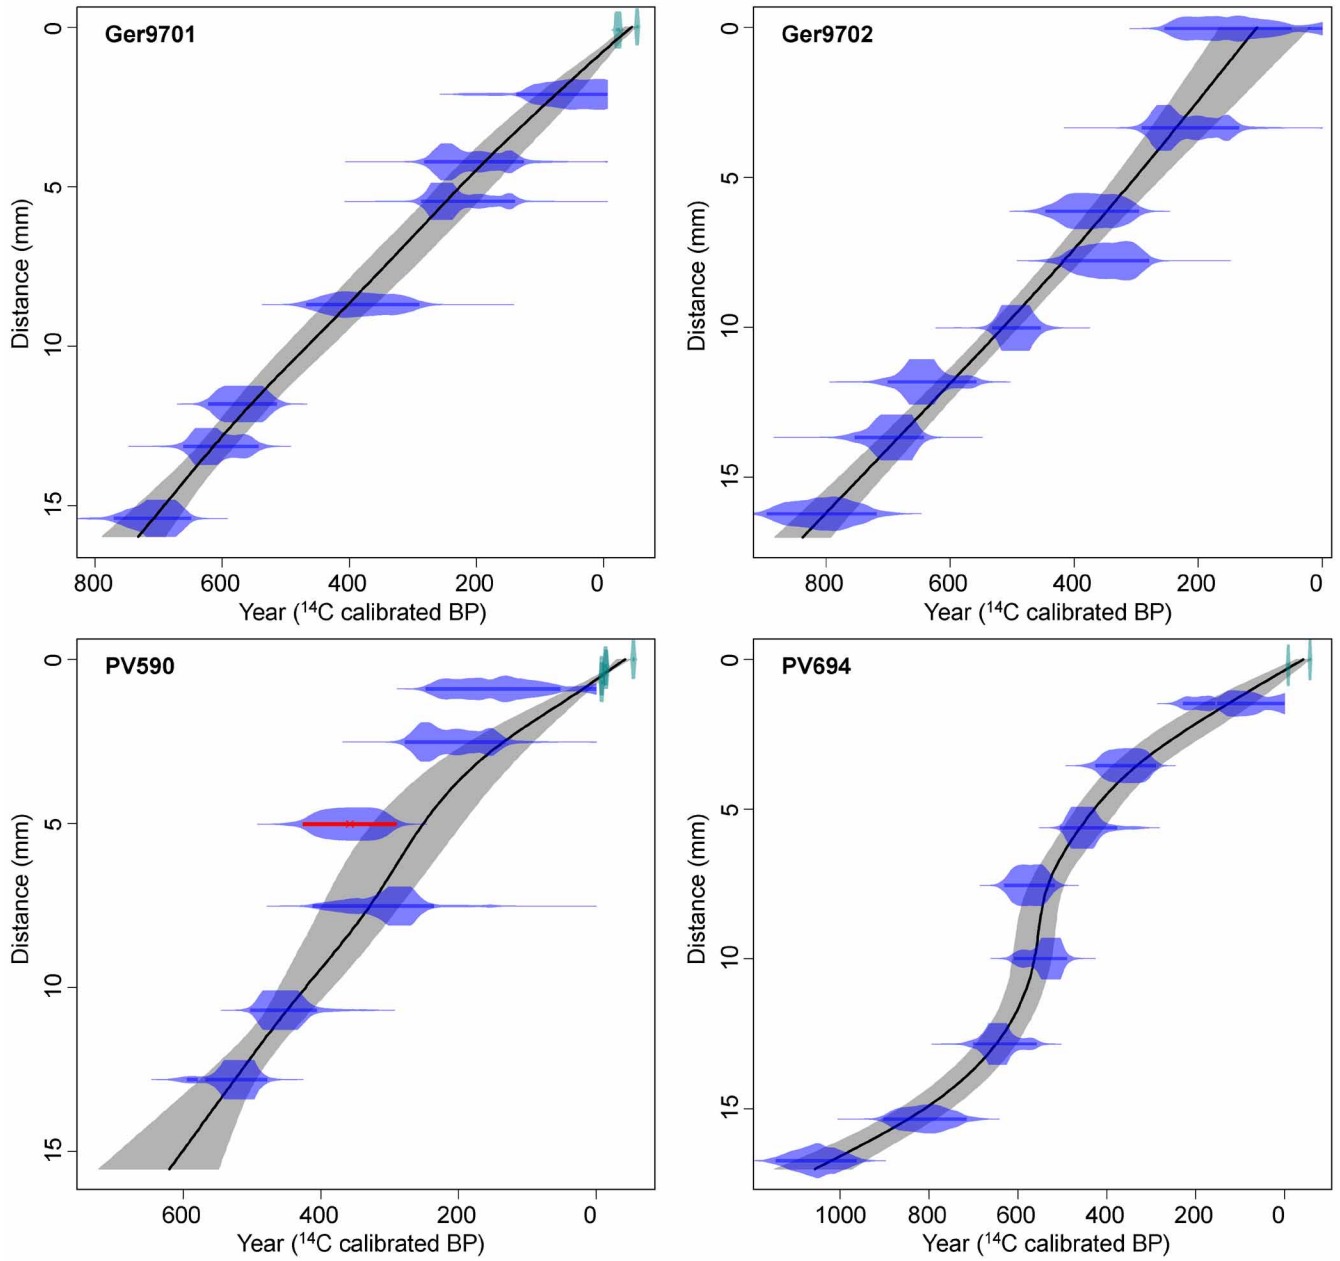 Ger9701
Distance (mm)
0
5
10
15
800 600 400 200 0
Year (¹⁴C calibrated BP)
Ger9702
Distance (mm)
0
5
10
15
800 600 400 200 0
Year (¹⁴C calibrated BP)
PV590
Distance (mm)
0
5
10
15
600 400 200 0
Year (¹⁴C calibrated BP)
PV694
Distance (mm)
0
5
10
15
1000 800 600 400 200 0
Year (¹⁴C calibrated BP)